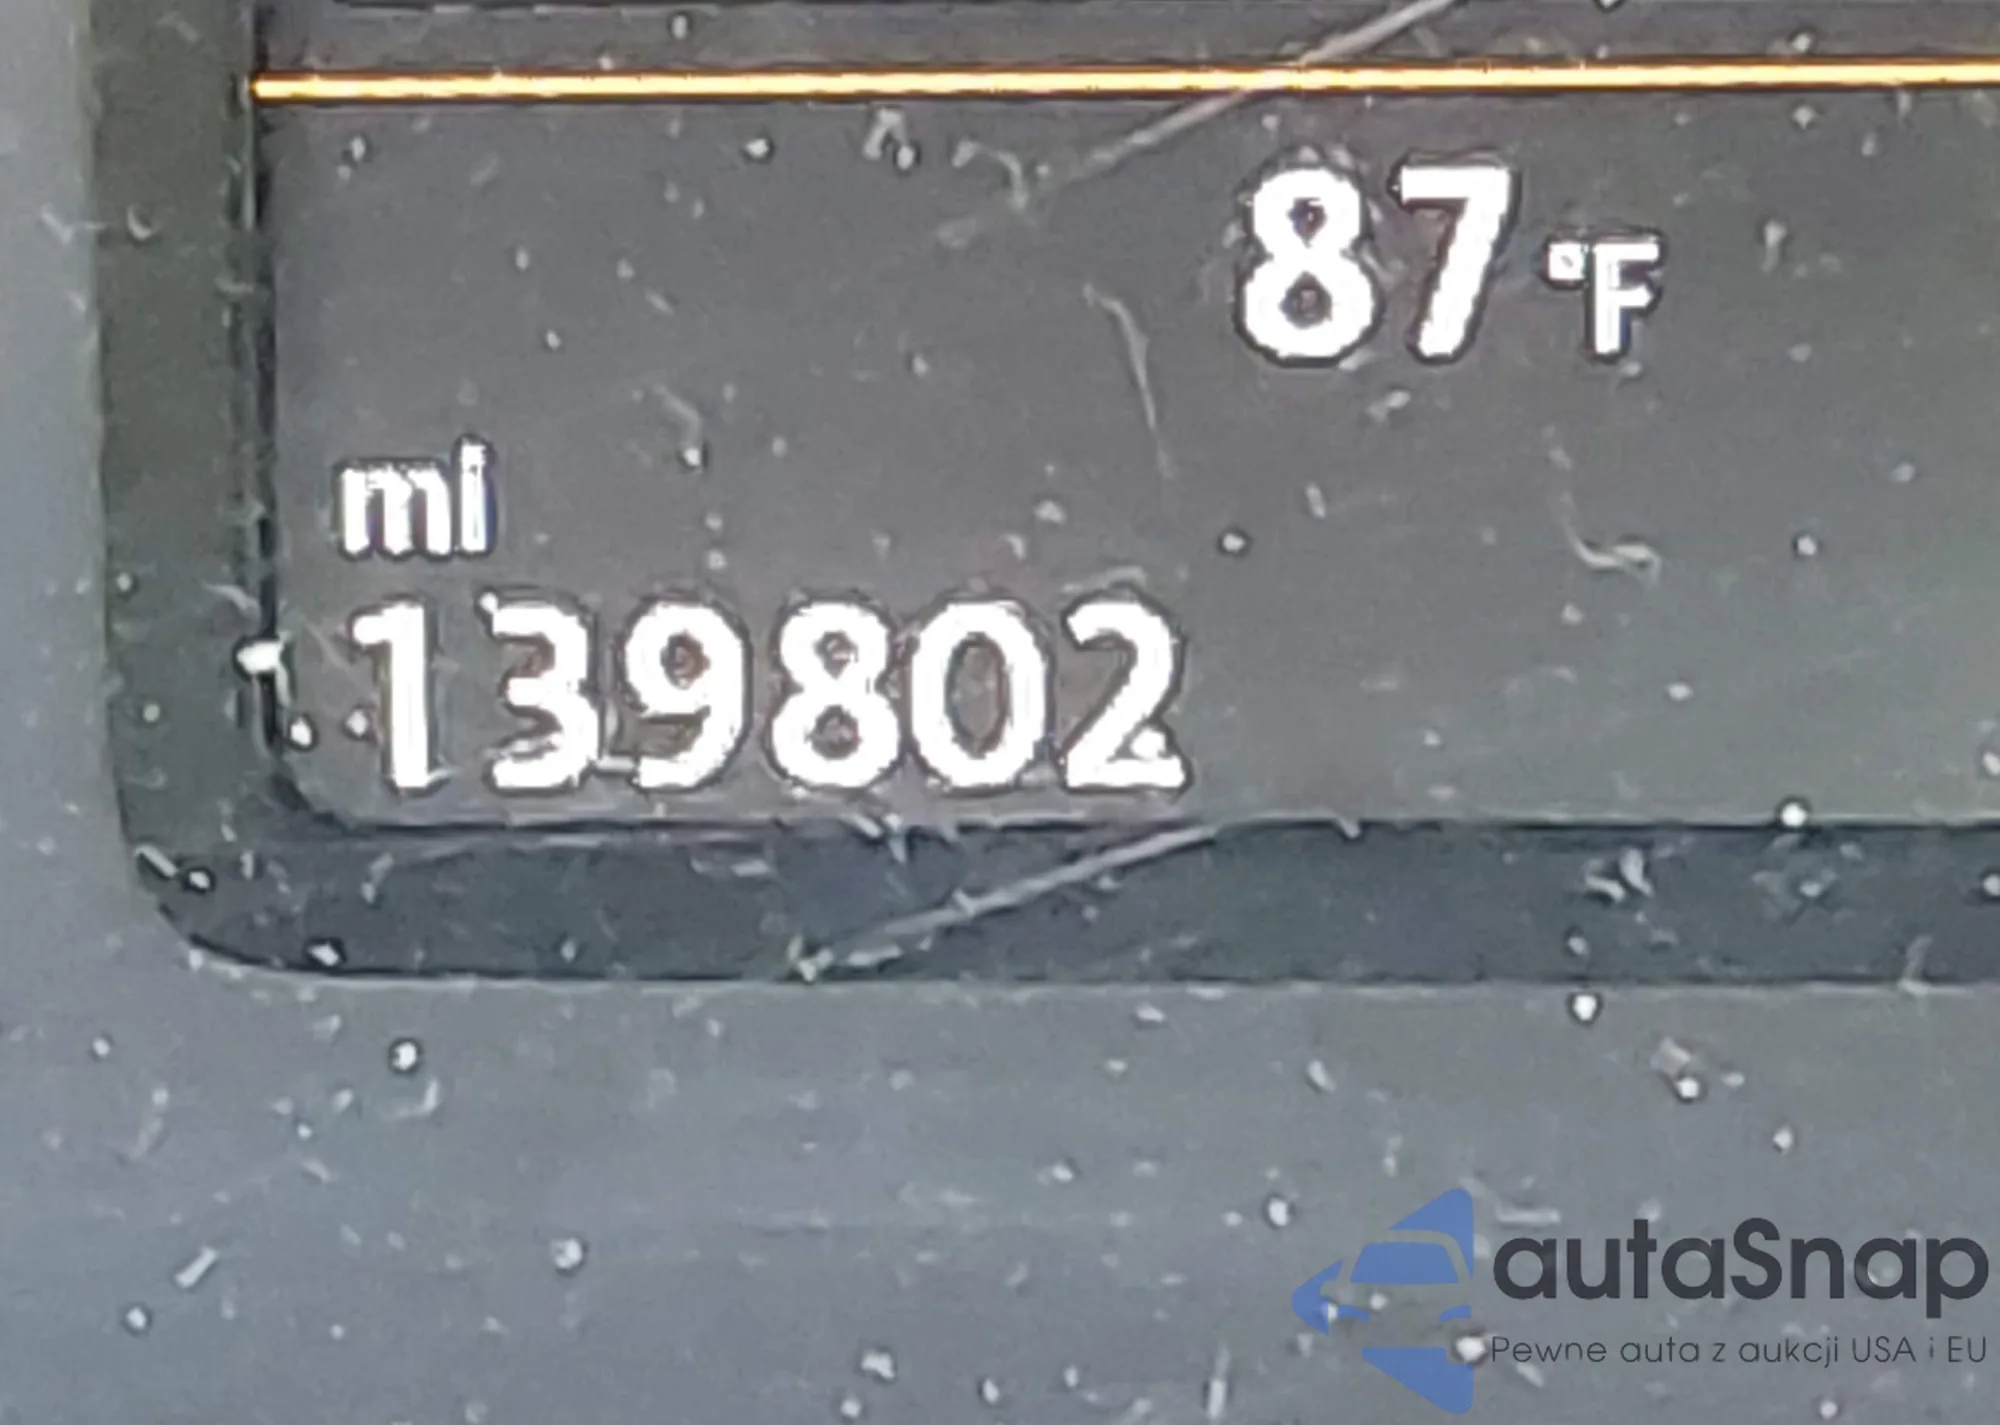 87 °F
mi
139802
autaSnap
Pewne auta z aukcji USA i EU